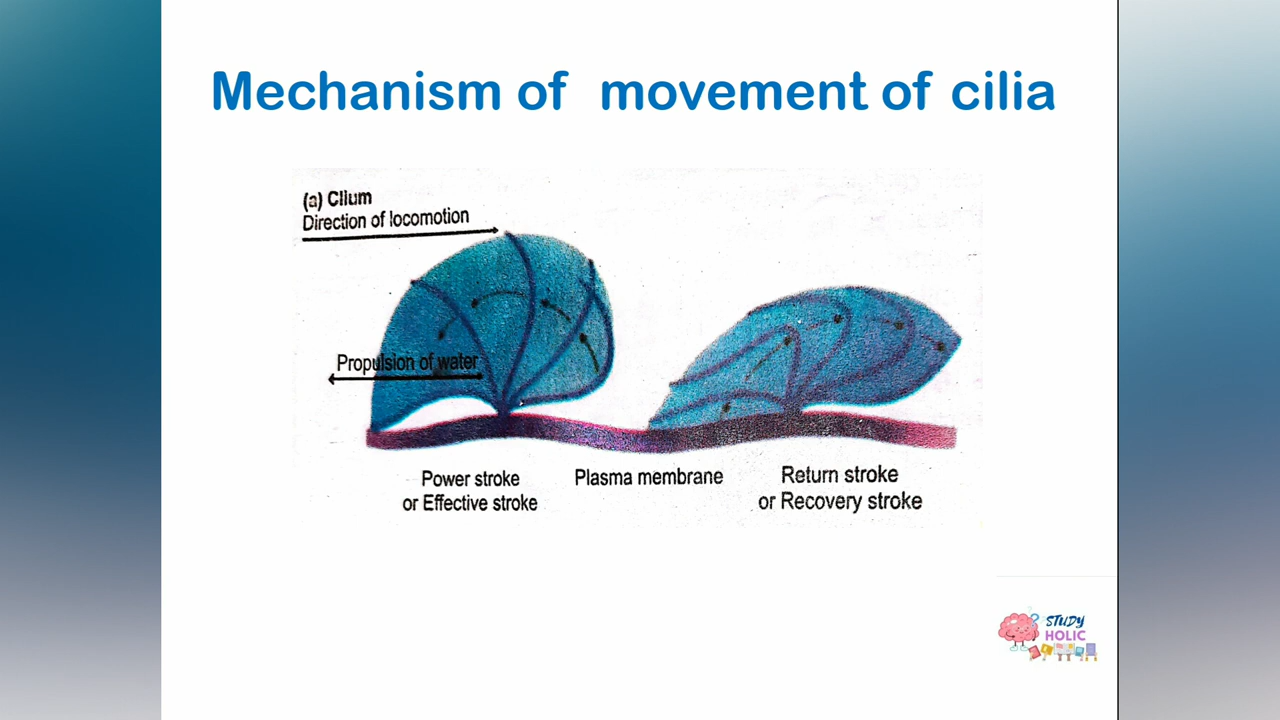 Mechanism of movement of cilia
(a) Cilum
Direction of locomotion
Propulsion of water
Power stroke
or Effective stroke
Plasma membrane
Return stroke
or Recovery stroke
STUDY
HOLIC